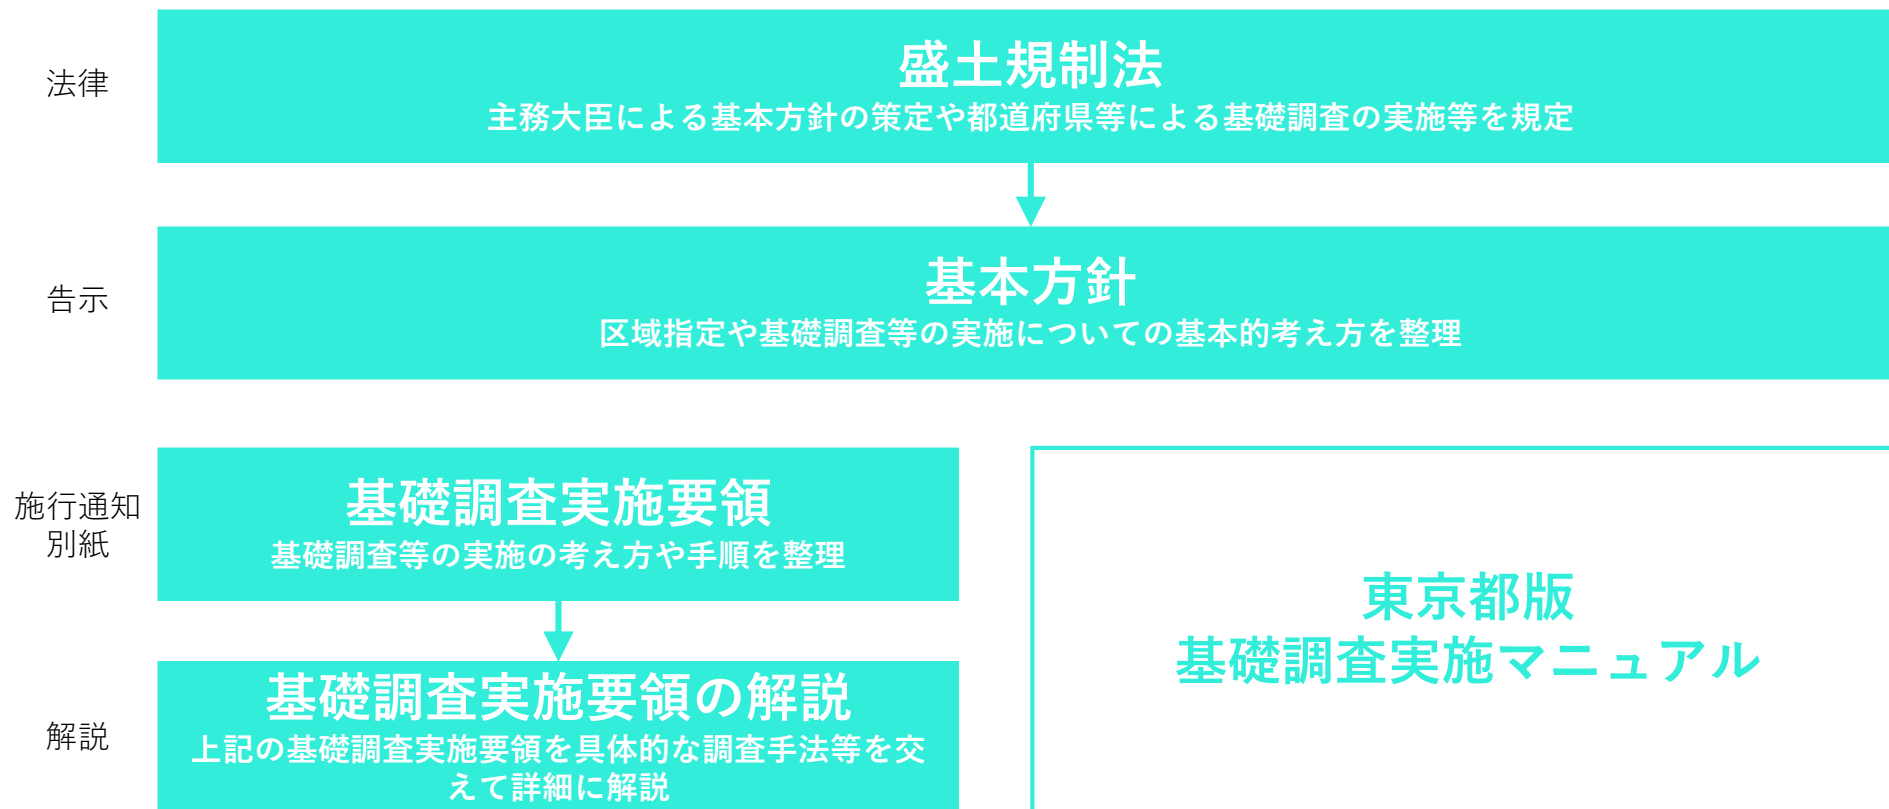 法律
盛土規制法
主務大臣による基本方針の策定や都道府県等による基礎調査の実施等を規定
告示
基本方針
区域指定や基礎調査等の実施についての基本的考え方を整理
施行通知
別紙
基礎調査実施要領
基礎調査等の実施の考え方や手順を整理
東京都版
基礎調査実施マニュアル
解説
基礎調査実施要領の解説
上記の基礎調査実施要領を具体的な調査手法等を交
えて詳細に解説